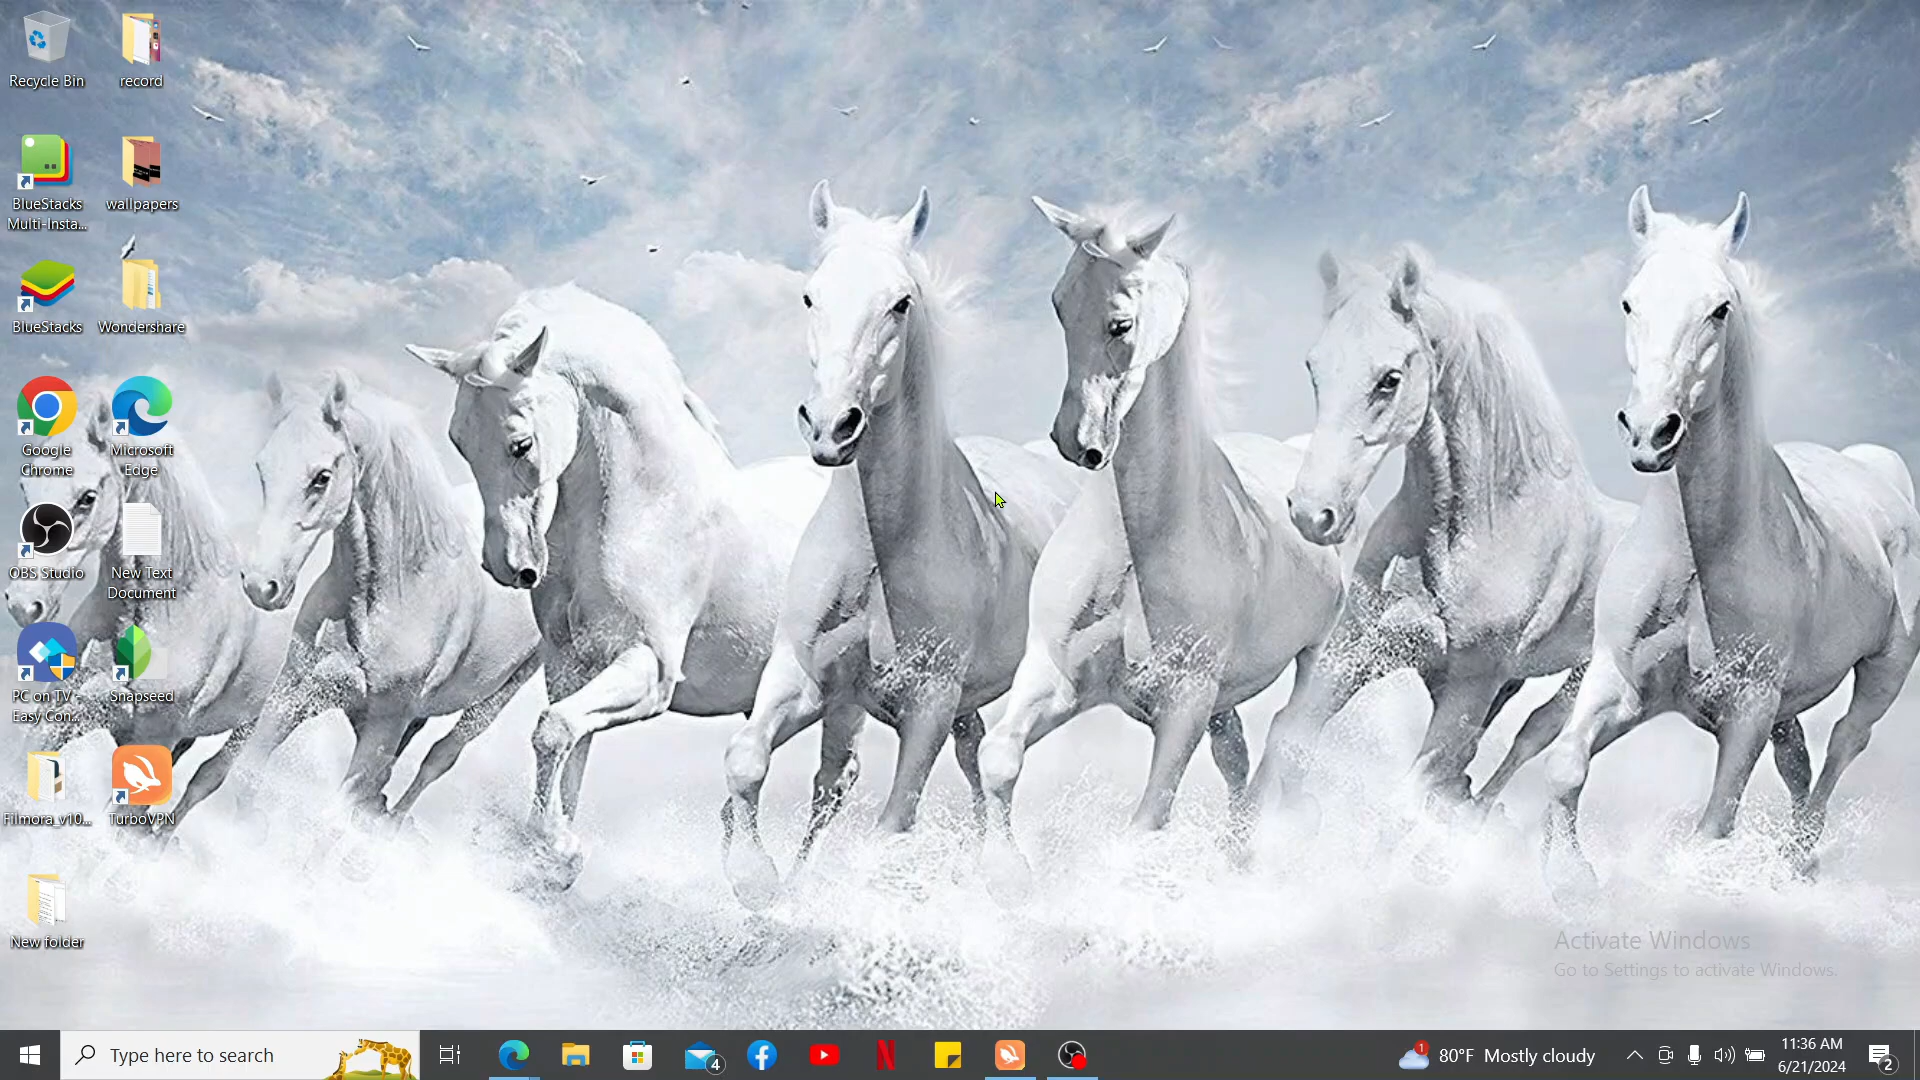 Recycle Bin
record
BlueStacks
Multi-Insta...
wallpapers
BlueStacks
Wondershare
Google
Chrome
Microsoft
Edge
OBS Studio
New Text
Document
PC on TV -
Easy Con...
Snapseed
Filmora_v10...
TurboVPN
New folder
Activate Windows
Go to Settings to activate Windows.
Type here to search
4
1
80°F Mostly cloudy
11:36 AM
6/21/2024
2